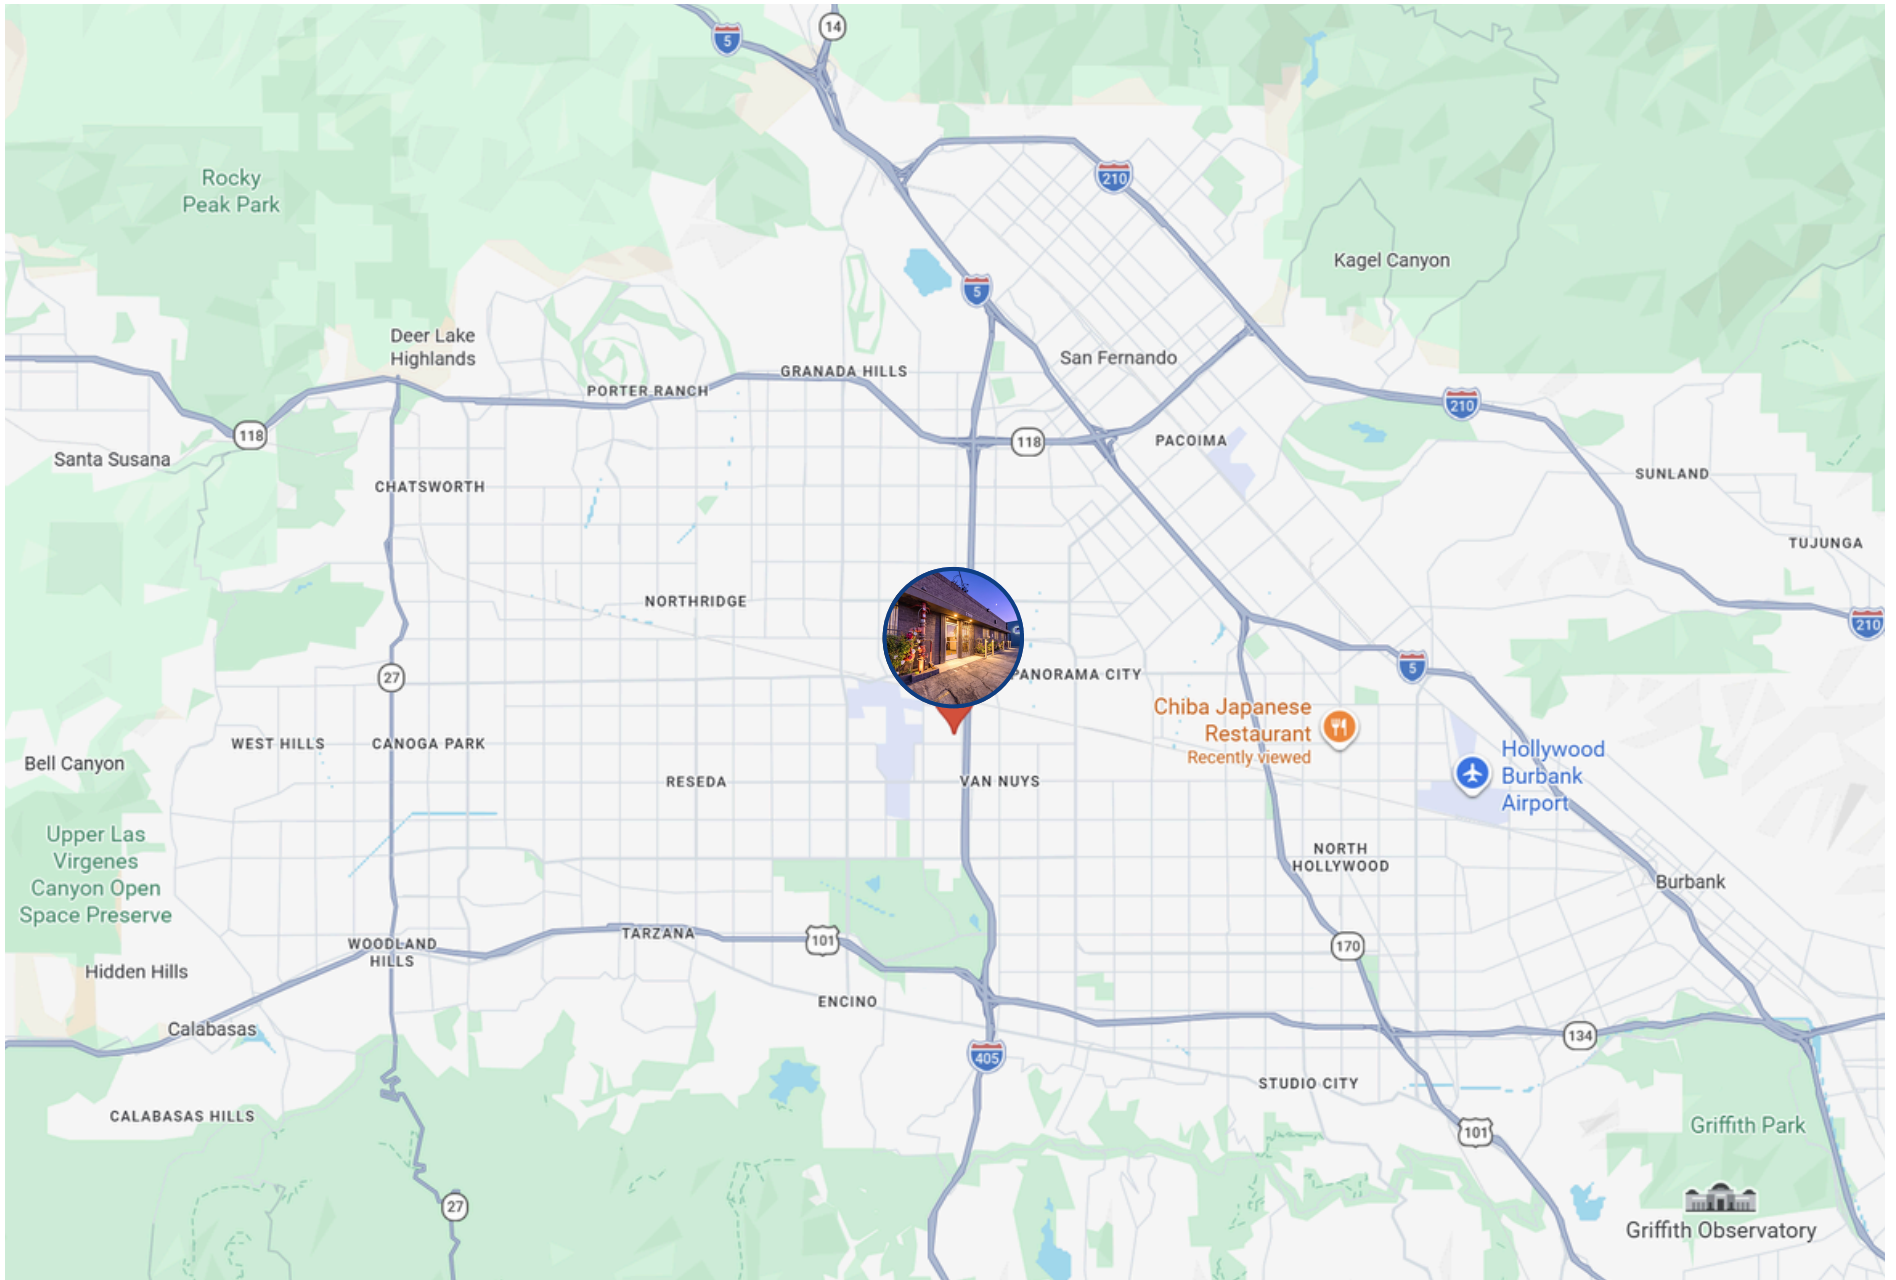 5
14
Rocky
Peak Park
210
Kagel Canyon
5
Deer Lake
Highlands
San Fernando
GRANADA HILLS
PORTER RANCH
210
118
118
PACOIMA
Santa Susana
SUNLAND
CHATSWORTH
TUJUNGA
NORTHRIDGE
210
5
27
PANORAMA CITY
Chiba Japanese
Restaurant
Recently viewed
WEST HILLS
CANOGA PARK
Hollywood
Burbank
Airport
Bell Canyon
RESEDA
VAN NUYS
Upper Las
Virgenes
Canyon Open
Space Preserve
NORTH
HOLLYWOOD
Burbank
TARZANA
101
170
WOODLAND
HILLS
Hidden Hills
ENCINO
Calabasas
134
405
STUDIO CITY
CALABASAS HILLS
101
Griffith Park
27
Griffith Observatory